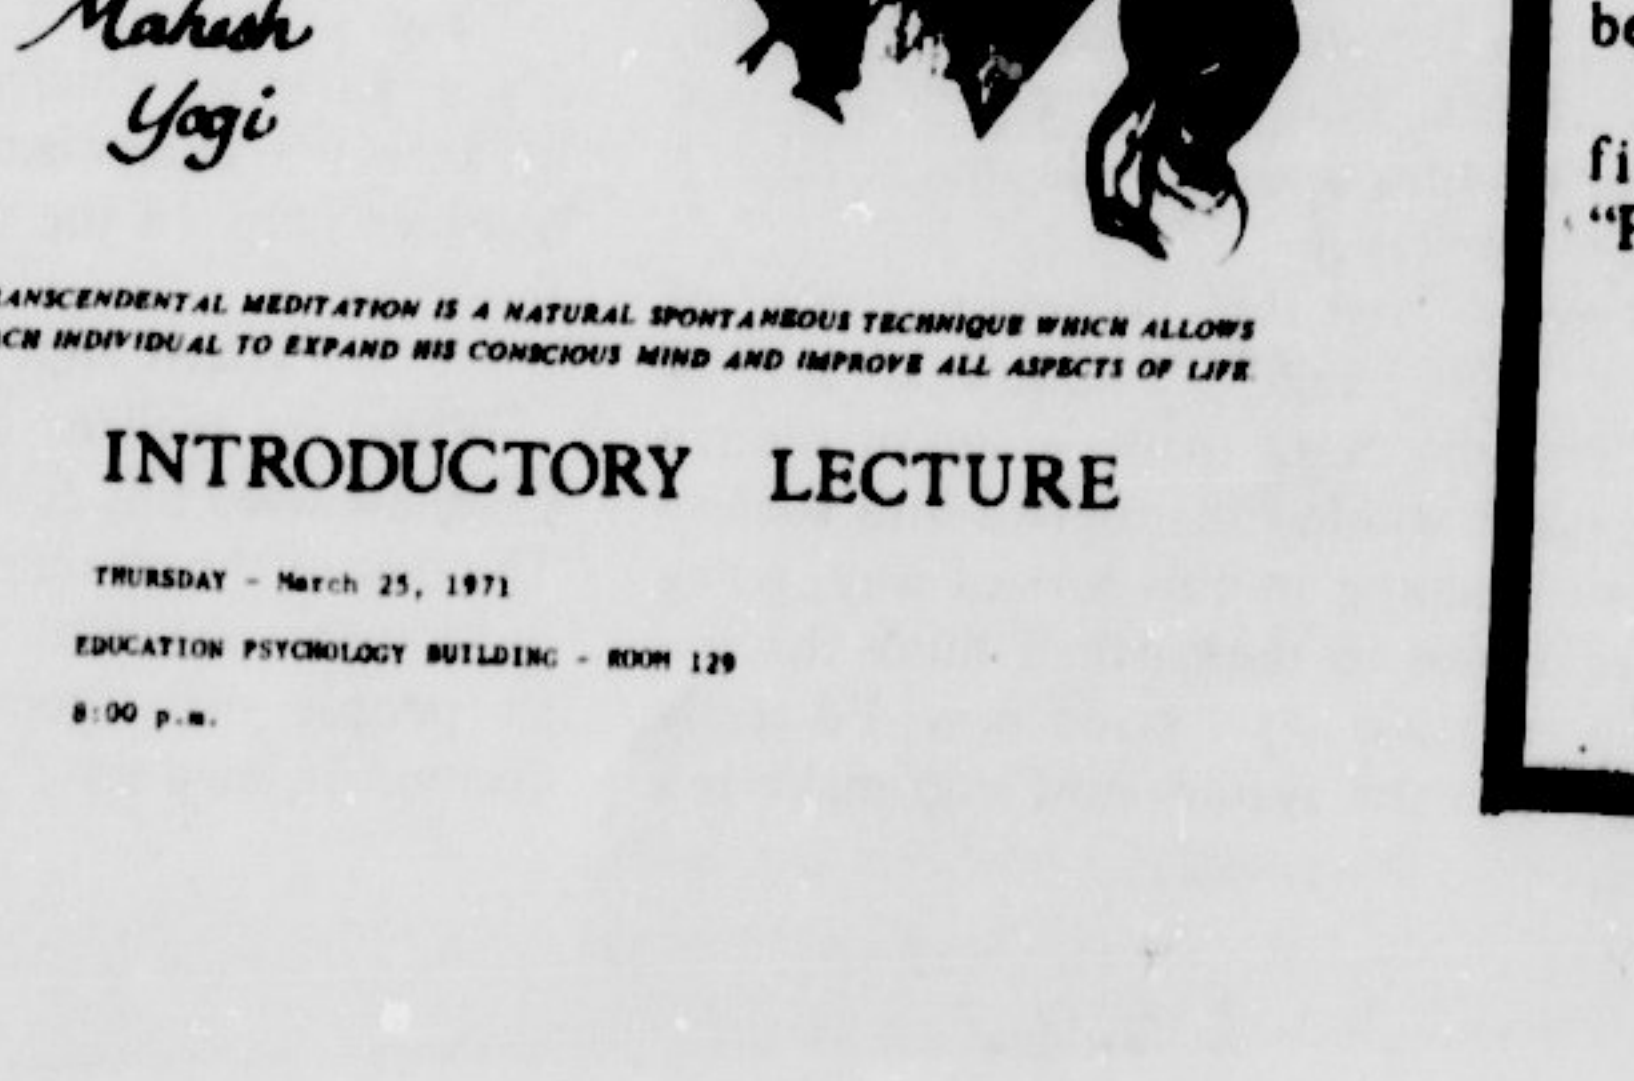 Mahesh
Yogi
RANSCENDENTAL MEDITATION IS A NATURAL SPONTANEOUS TECHNIQUE WHICH ALLOWS
CH INDIVIDUAL TO EXPAND HIS CONSCIOUS MIND AND IMPROVE ALL ASPECTS OF LIFE
INTRODUCTORY LECTURE
THURSDAY - March 25, 1971
EDUCATION PSYCHOLOGY BUILDING - ROOM 129
8:00 p.m.
be
fi